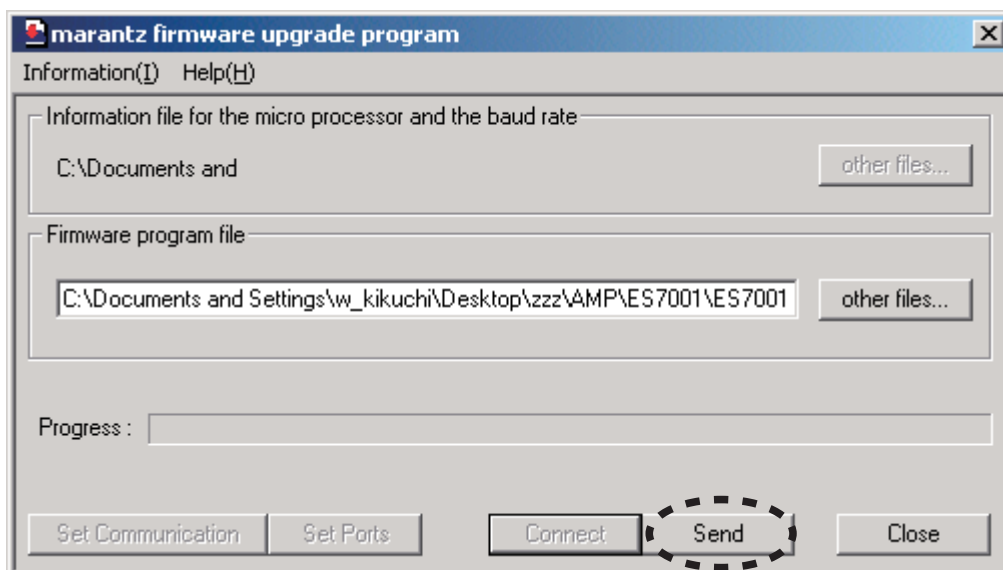 marantz firmware upgrade program
Information(I) Help(H)
Information file for the micro processor and the baud rate
C:\Documents and
other files...
Firmware program file
C:\Documents and Settings\w_kikuchi\Desktop\zzz\AMP\ES7001\ES7001
other files...
Progress :
Set Communication Set Ports Connect Send Close